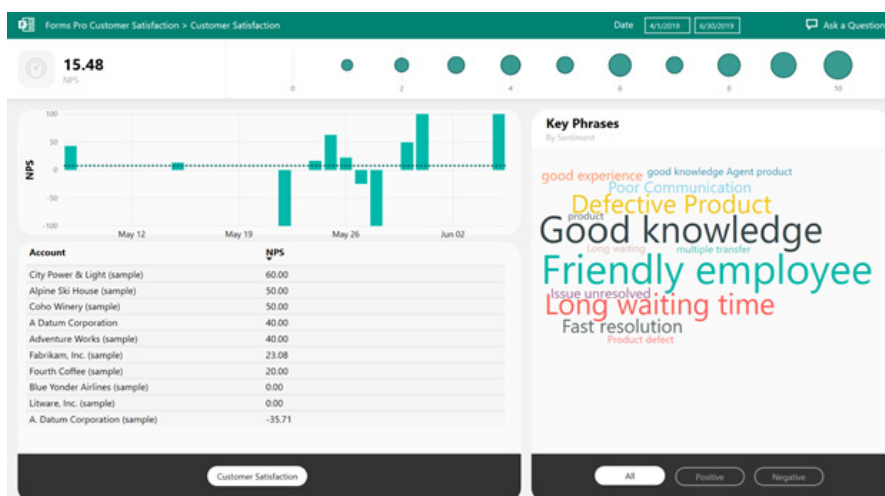 Forms Pro Customer Satisfaction > Customer Satisfaction
Date 4/1/2019 6/30/2019 Ask a Question
15.48
NPS
0 2 4 6 8 10
100
50
0
-50
-100
NPS
May 12 May 19 May 26 Jun 02
Account NPS
City Power & Light (sample) 60.00
Alpine Ski House (sample) 50.00
Coho Winery (sample) 50.00
A Datum Corporation 40.00
Adventure Works (sample) 40.00
Fabrikam, Inc. (sample) 23.08
Fourth Coffee (sample) 20.00
Blue Yonder Airlines (sample) 0.00
Litware, Inc. (sample) 0.00
A. Datum Corporation (sample) -35.71
Customer Satisfaction
Key Phrases
By Sentiment
good experience good knowledge Agent product
Poor Communication
Defective Product
product
Good knowledge
Long waiting multiple transfer
Friendly employee
Issue unresolved
Long waiting time
Fast resolution
Product defect
All Positive Negative